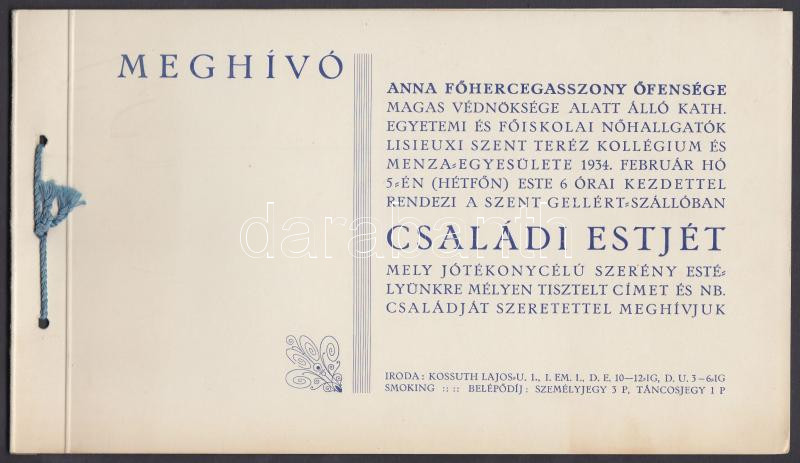 MEGHÍVÓ
ANNA FŐHERCEGASSZONY ŐFENSÉGE
MAGAS VÉDNÖKSÉGE ALATT ÁLLÓ KATH.
EGYETEMI ÉS FŐISKOLAI NŐHALLGATÓK
LISIEUXI SZENT TERÉZ KOLLÉGIUM ÉS
MENZA-EGYESÜLETE 1934. FEBRUÁR HÓ
5-ÉN (HÉTFŐN) ESTE 6 ÓRAI KEZDETTEL
RENDEZI A SZENT-GELLÉRT-SZÁLLÓBAN
CSALÁDI ESTJÉT
MELY JÓTÉKONYCÉLÚ SZERÉNY ESTÉ-
LYÜNKRE MÉLYEN TISZTELT CÍMET ÉS NB.
CSALÁDJÁT SZERETETTEL MEGHÍVJUK
IRODA: KOSSUTH LAJOS-U. 1., I. EM. 1., D. E. 10—12-IG, D. U. 3–6-IG
SMOKING :: :: BELÉPŐDÍJ: SZEMÉLYJEGY 3 P, TÁNCOSJEGY 1 P
darabanth